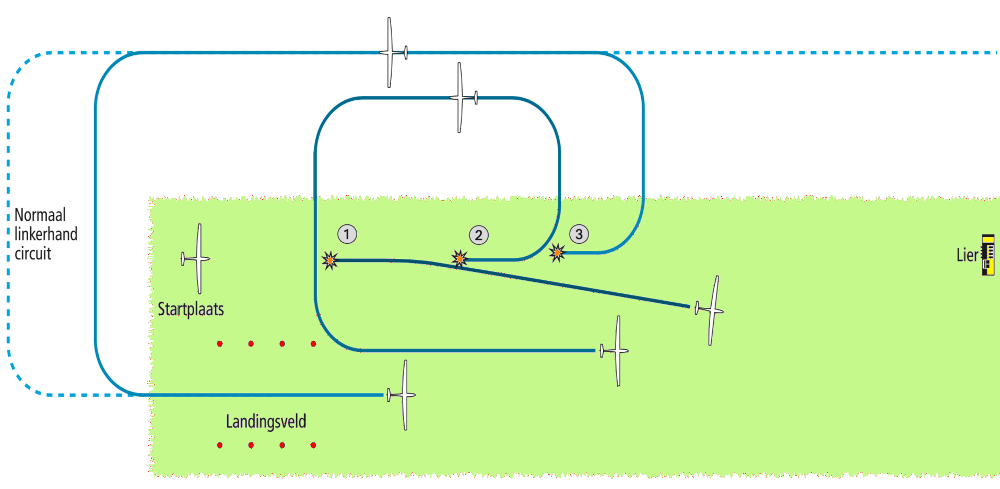 Normaal
linkerhand
circuit
1
2
3
Lier
Startplaats
Landingsveld